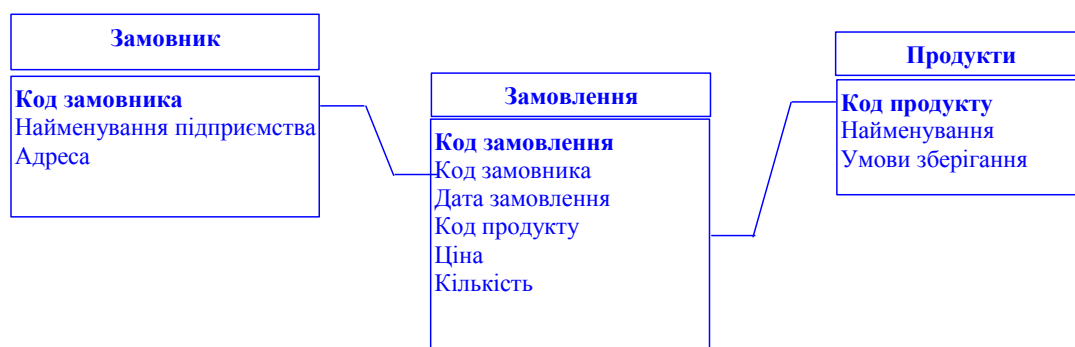 Замовник
Код замовника
Найменування підприємства
Адреса
Замовлення
Код замовлення
Код замовника
Дата замовлення
Код продукту
Ціна
Кількість
Продукти
Код продукту
Найменування
Умови зберігання